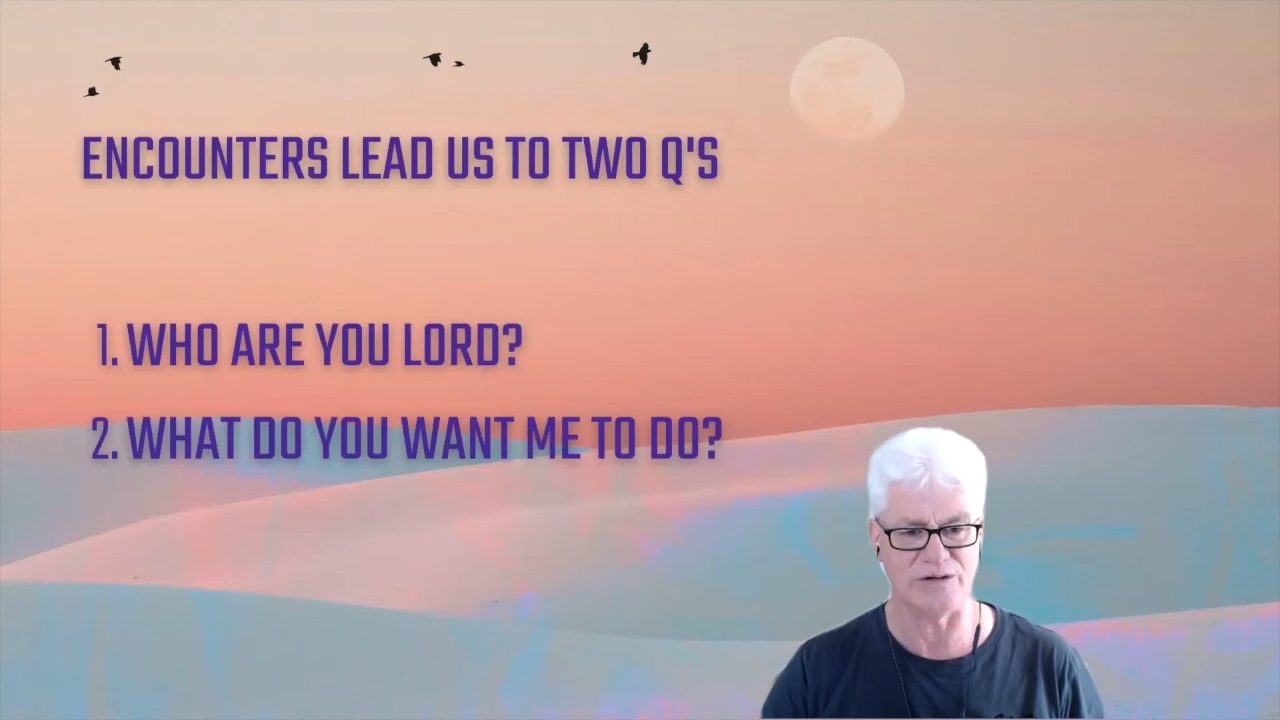 ENCOUNTERS LEAD US TO TWO Q'S
1. WHO ARE YOU LORD?
2. WHAT DO YOU WANT ME TO DO?